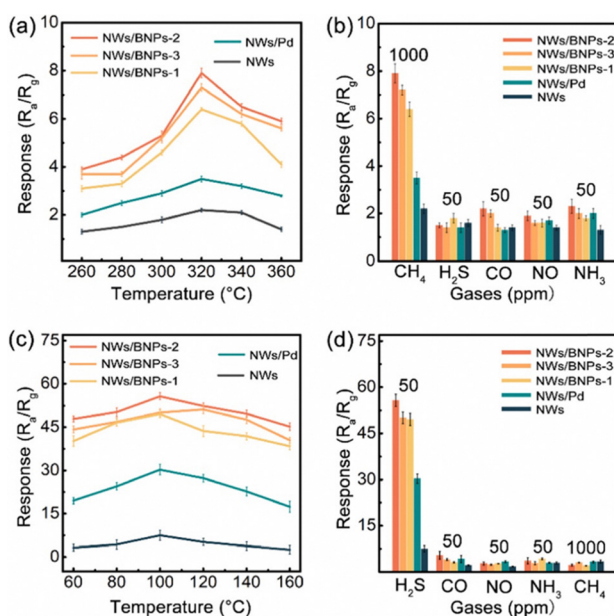 (a)
NWs/BNPs-2
NWs/BNPs-3
NWs/BNPs-1
NWs/Pd
NWs
Response (Rₐ/R_g)
10
8
6
4
2
260 280 300 320 340 360
Temperature (°C)
(b)
NWs/BNPs-2
NWs/BNPs-3
NWs/BNPs-1
NWs/Pd
NWs
1000
50
50
50
50
Response (Rₐ/R_g)
10
8
6
4
2
0
CH₄ H₂S CO NO NH₃
Gases (ppm)
(c)
NWs/BNPs-2
NWs/BNPs-3
NWs/BNPs-1
NWs/Pd
NWs
Response (Rₐ/R_g)
75
60
45
30
15
0
60 80 100 120 140 160
Temperature (°C)
(d)
NWs/BNPs-2
NWs/BNPs-3
NWs/BNPs-1
NWs/Pd
NWs
50
50
50
50
1000
Response (Rₐ/R_g)
75
60
45
30
15
H₂S CO NO NH₃ CH₄
Gases (ppm)